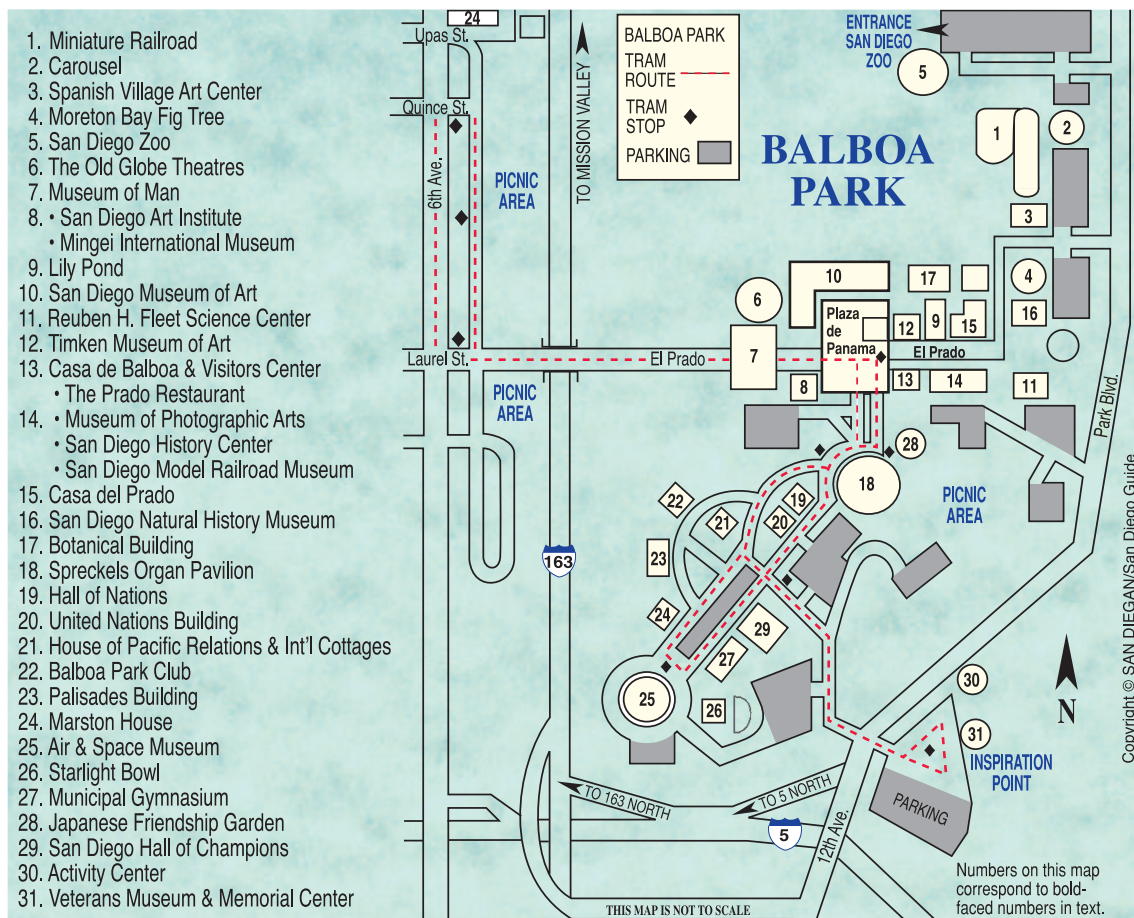 1. Miniature Railroad
2. Carousel
3. Spanish Village Art Center
4. Moreton Bay Fig Tree
5. San Diego Zoo
6. The Old Globe Theatres
7. Museum of Man
8. • San Diego Art Institute
• Mingei International Museum
9. Lily Pond
10. San Diego Museum of Art
11. Reuben H. Fleet Science Center
12. Timken Museum of Art
13. Casa de Balboa & Visitors Center
• The Prado Restaurant
14. • Museum of Photographic Arts
• San Diego History Center
• San Diego Model Railroad Museum
15. Casa del Prado
16. San Diego Natural History Museum
17. Botanical Building
18. Spreckels Organ Pavilion
19. Hall of Nations
20. United Nations Building
21. House of Pacific Relations & Int'l Cottages
22. Balboa Park Club
23. Palisades Building
24. Marston House
25. Air & Space Museum
26. Starlight Bowl
27. Municipal Gymnasium
28. Japanese Friendship Garden
29. San Diego Hall of Champions
30. Activity Center
31. Veterans Museum & Memorial Center
24
Upas St.
Quince St.
6th Ave.
PICNIC
AREA
TO MISSION VALLEY
BALBOA PARK
TRAM
ROUTE
TRAM
STOP
PARKING
ENTRANCE
SAN DIEGO
ZOO
5
BALBOA
PARK
1
2
3
4
16
10
17
6
Plaza
de
Panama
12
9
15
7
Laurel St.
El Prado
El Prado
8
13
14
11
PICNIC
AREA
Park Blvd.
28
18
PICNIC
AREA
22
19
21
20
23
163
24
29
27
25
26
30
31
INSPIRATION
POINT
N
PARKING
TO 163 NORTH
TO 5 NORTH
5
12th Ave.
THIS MAP IS NOT TO SCALE
Numbers on this map
correspond to bold-
faced numbers in text.
Copyright © SAN DIEGAN/San Diego Guide